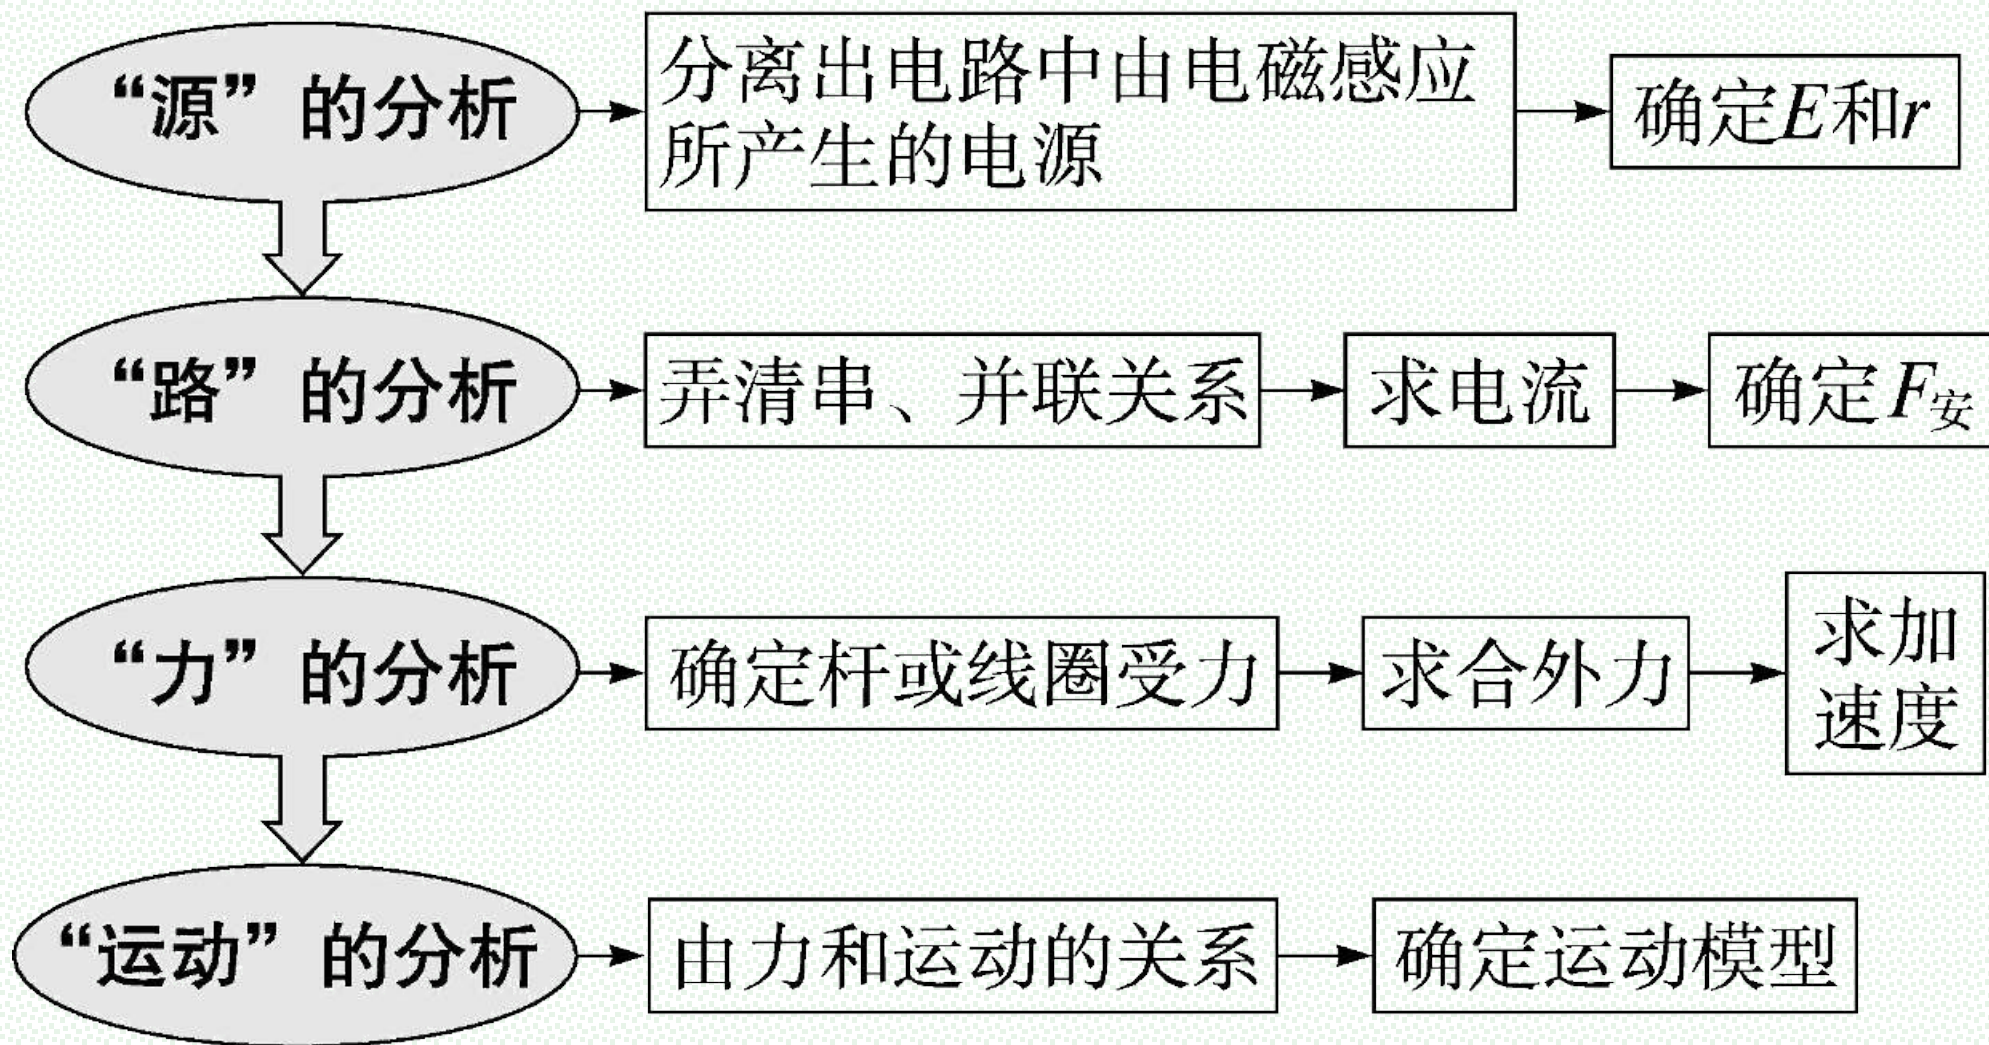 “源”的分析
分离出电路中由电磁感应
所产生的电源
确定E和r
“路”的分析
弄清串、并联关系
求电流
确定F安
“力”的分析
确定杆或线圈受力
求合外力
求加
速度
“运动”的分析
由力和运动的关系
确定运动模型